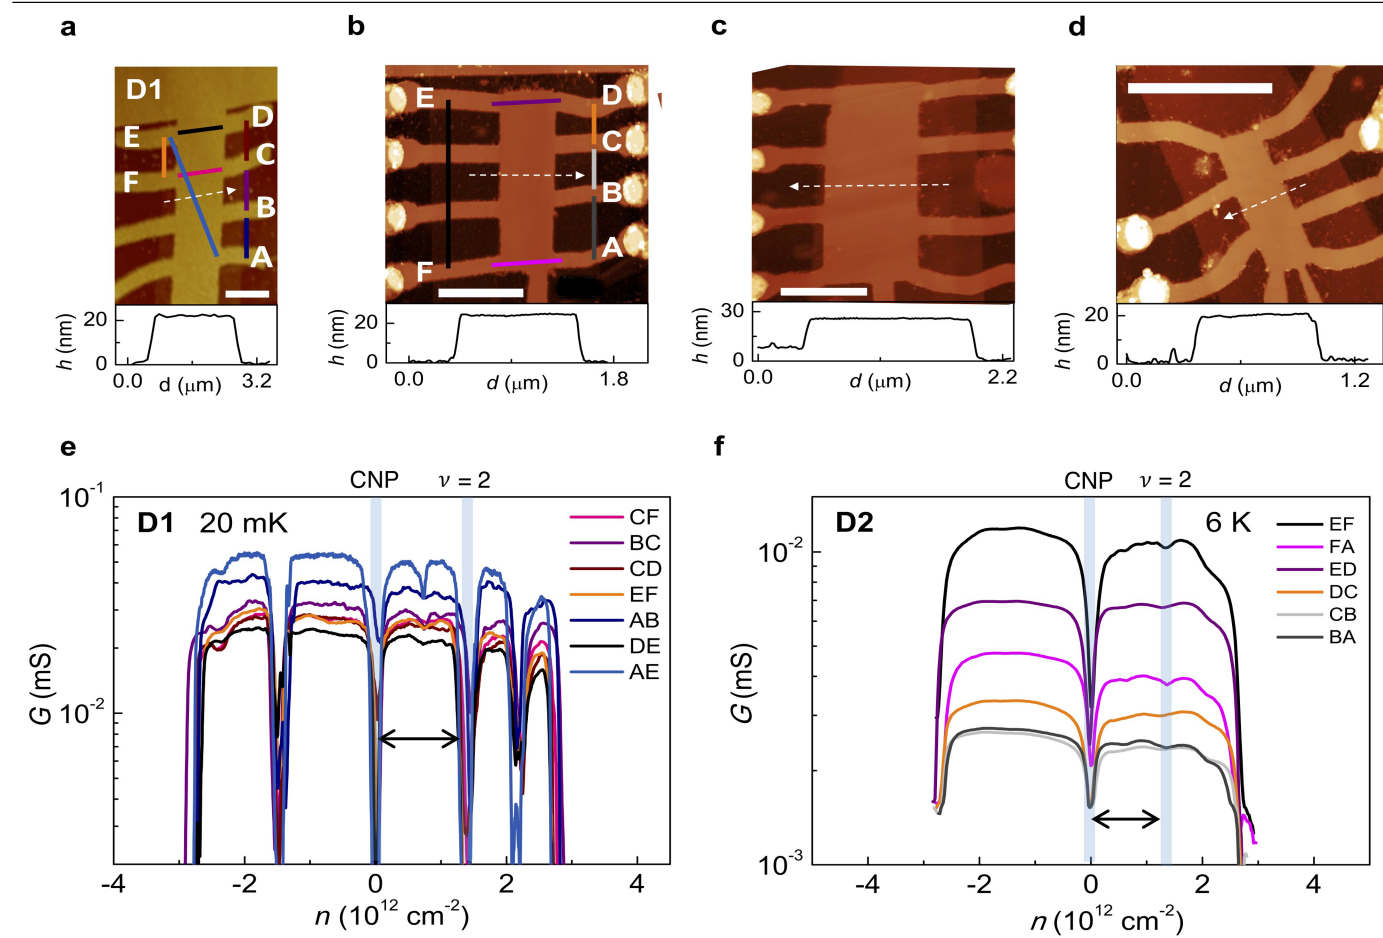 a
b
c
d
D1
E
F
D
C
B
A
E
F
D
C
B
A
20
0
h (nm)
0.0
d (μm)
3.2
20
0
h (nm)
0.0
d (μm)
1.8
30
0
h (nm)
0.0
d (μm)
2.2
20
0
h (nm)
0.0
d (μm)
1.2
e
CNP ν = 2
10⁻¹
10⁻²
G (mS)
D1 20 mK
CF
BC
CD
EF
AB
DE
AE
-4 -2 0 2 4
n (10¹² cm⁻²)
f
CNP ν = 2
10⁻²
10⁻³
G (mS)
D2
6 K
EF
FA
ED
DC
CB
BA
-4 -2 0 2 4
n (10¹² cm⁻²)